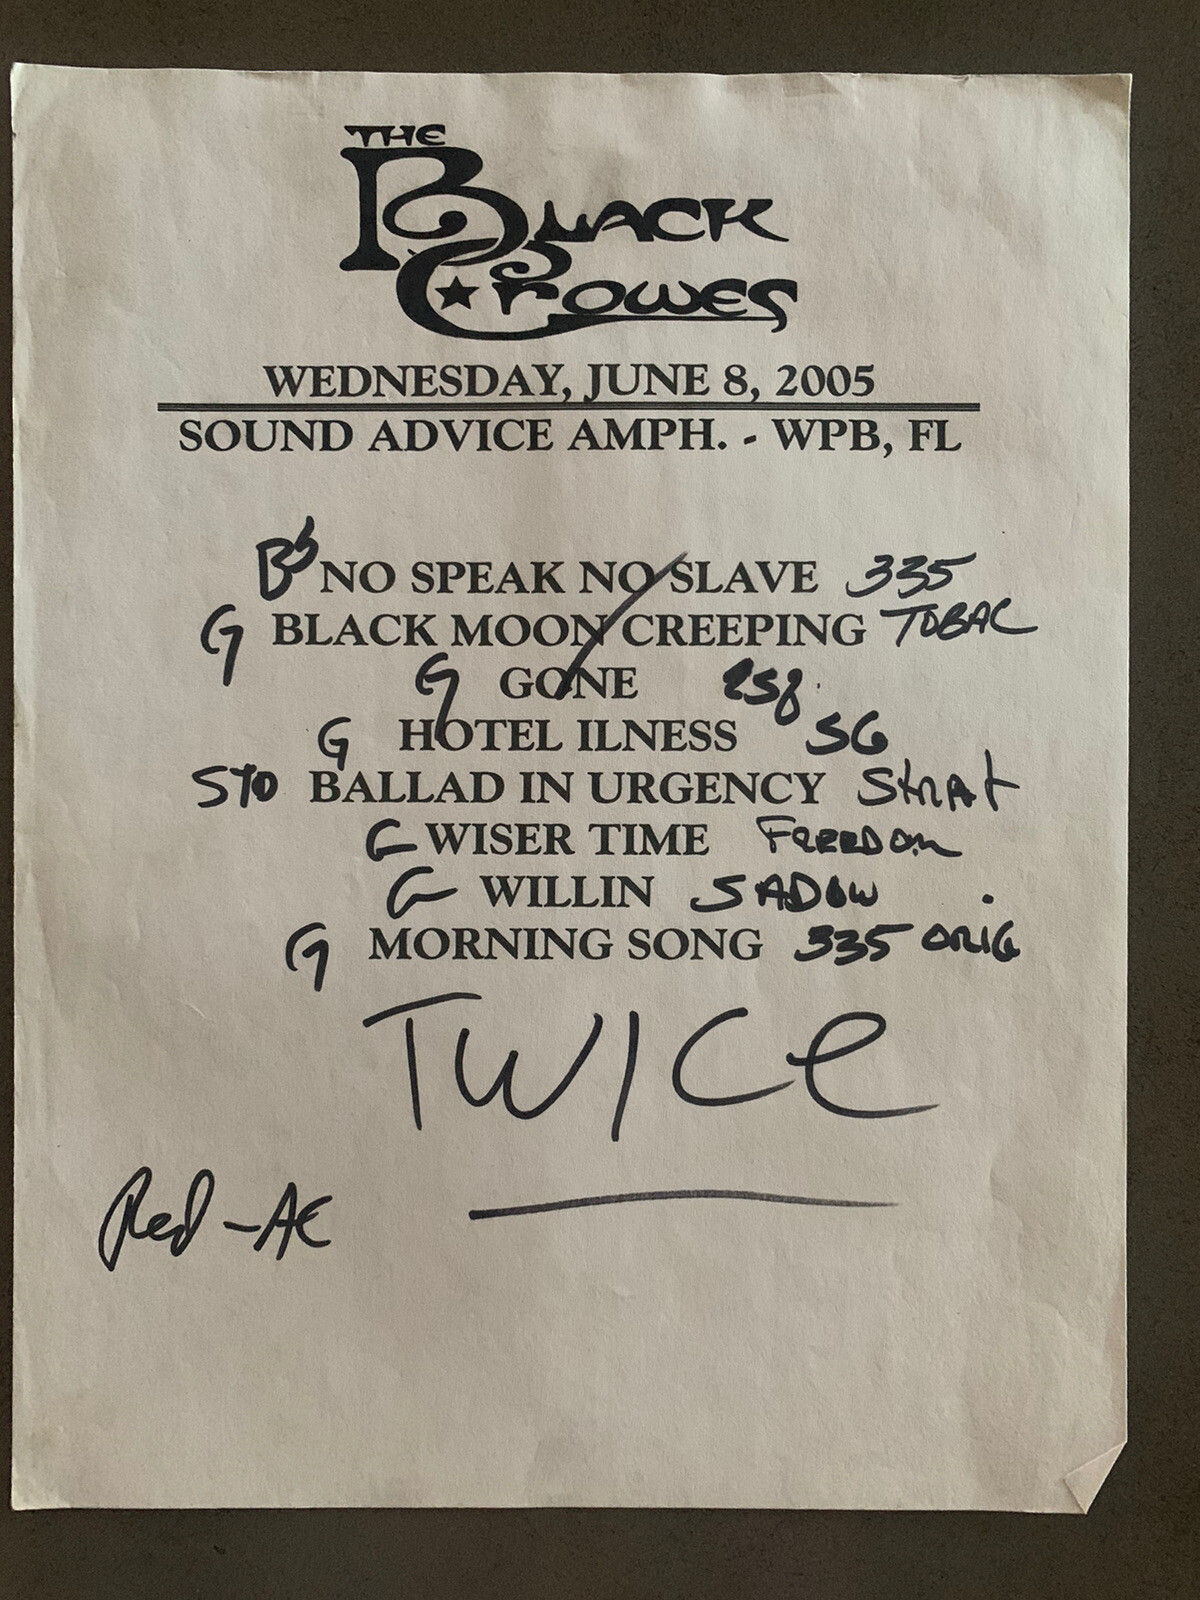 THE
BLACK
CROWES
WEDNESDAY, JUNE 8, 2005
SOUND ADVICE AMPH. - WPB, FL
NO SPEAK NO SLAVE 335
G BLACK MOON CREEPING TOBAC
G GONE
G HOTEL ILNESS SG
STD BALLAD IN URGENCY Strat
G WISER TIME FREEDOM
G WILLIN SADOW
G MORNING SONG 335 ORIG
TWICE
Red - AE